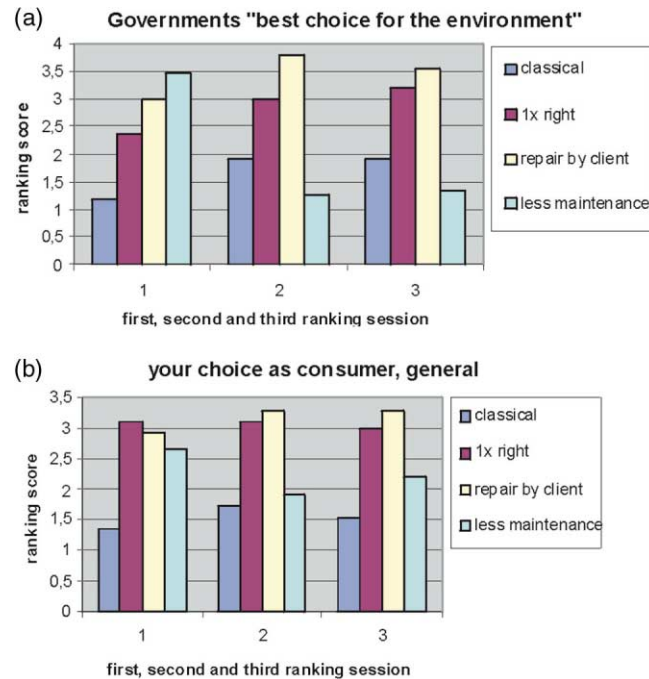 (a)
Governments "best choice for the environment"
4
3,5
3
2,5
2
1,5
1
0,5
0
ranking score
1
2
3
first, second and third ranking session
classical
1x right
repair by client
less maintenance
(b)
your choice as consumer, general
3,5
3
2,5
2
1,5
1
0,5
0
ranking score
1
2
3
first, second and third ranking session
classical
1x right
repair by client
less maintenance